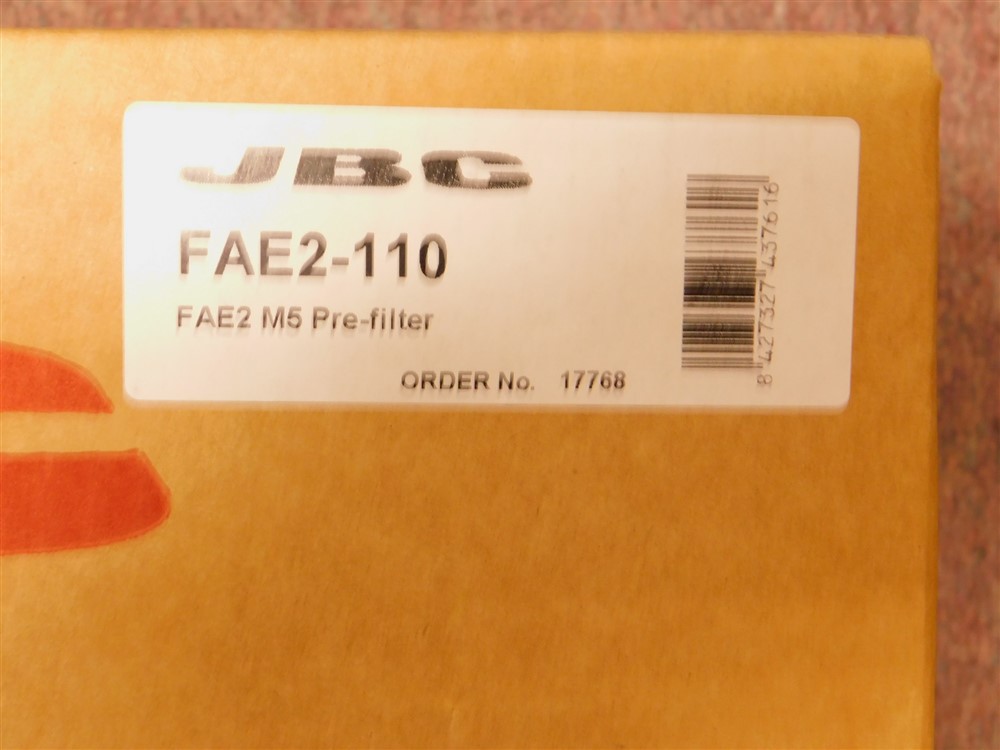 JBC
FAE2-110
FAE2 M5 Pre-filter
ORDER No. 17768
8 427327 437616